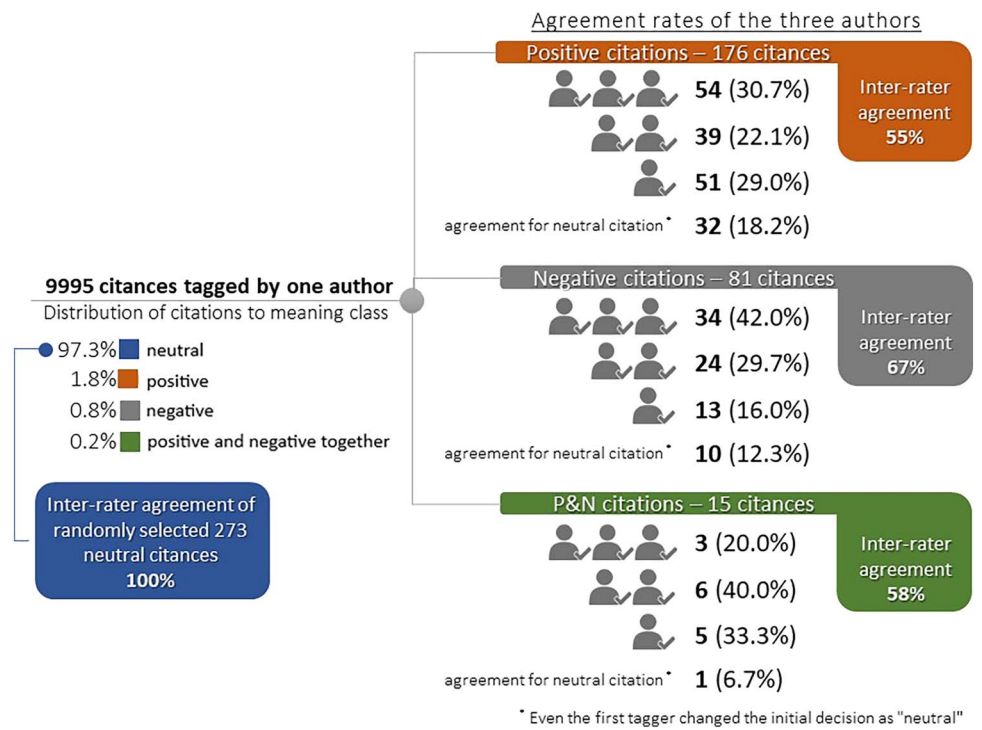 Agreement rates of the three authors
Positive citations – 176 citances
54 (30.7%)
39 (22.1%)
51 (29.0%)
agreement for neutral citation* 32 (18.2%)
Inter-rater
agreement
55%
9995 citances tagged by one author
Distribution of citations to meaning class
97.3% neutral
1.8% positive
0.8% negative
0.2% positive and negative together
Inter-rater agreement of
randomly selected 273
neutral citances
100%
Negative citations – 81 citances
34 (42.0%)
24 (29.7%)
13 (16.0%)
agreement for neutral citation* 10 (12.3%)
Inter-rater
agreement
67%
P&N citations – 15 citances
3 (20.0%)
6 (40.0%)
5 (33.3%)
agreement for neutral citation* 1 (6.7%)
Inter-rater
agreement
58%
* Even the first tagger changed the initial decision as "neutral"